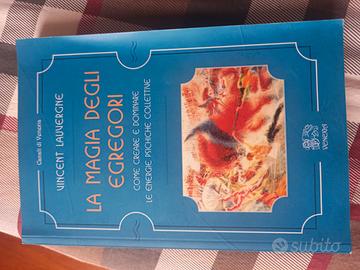 Classici di Venexia
VINCENT LAUVERGNE
LA MAGIA DEGLI
EGREGORI
COME CREARE E DOMINARE
LE ENERGIE PSICHICHE COLLETTIVE
VENEXIA
subito